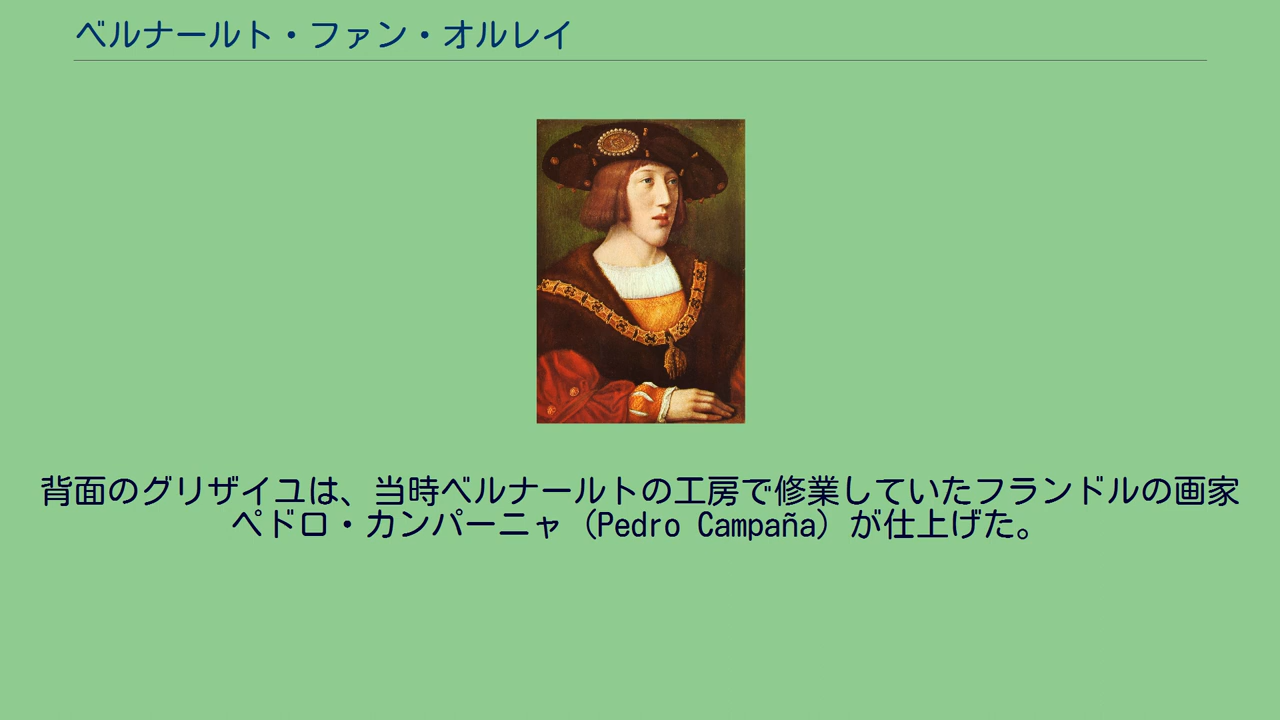 ベルナールト・ファン・オルレイ
背面のグリザイユは、当時ベルナールトの工房で修業していたフランドルの画家
ペドロ・カンパーニャ（Pedro Campaña）が仕上げた。